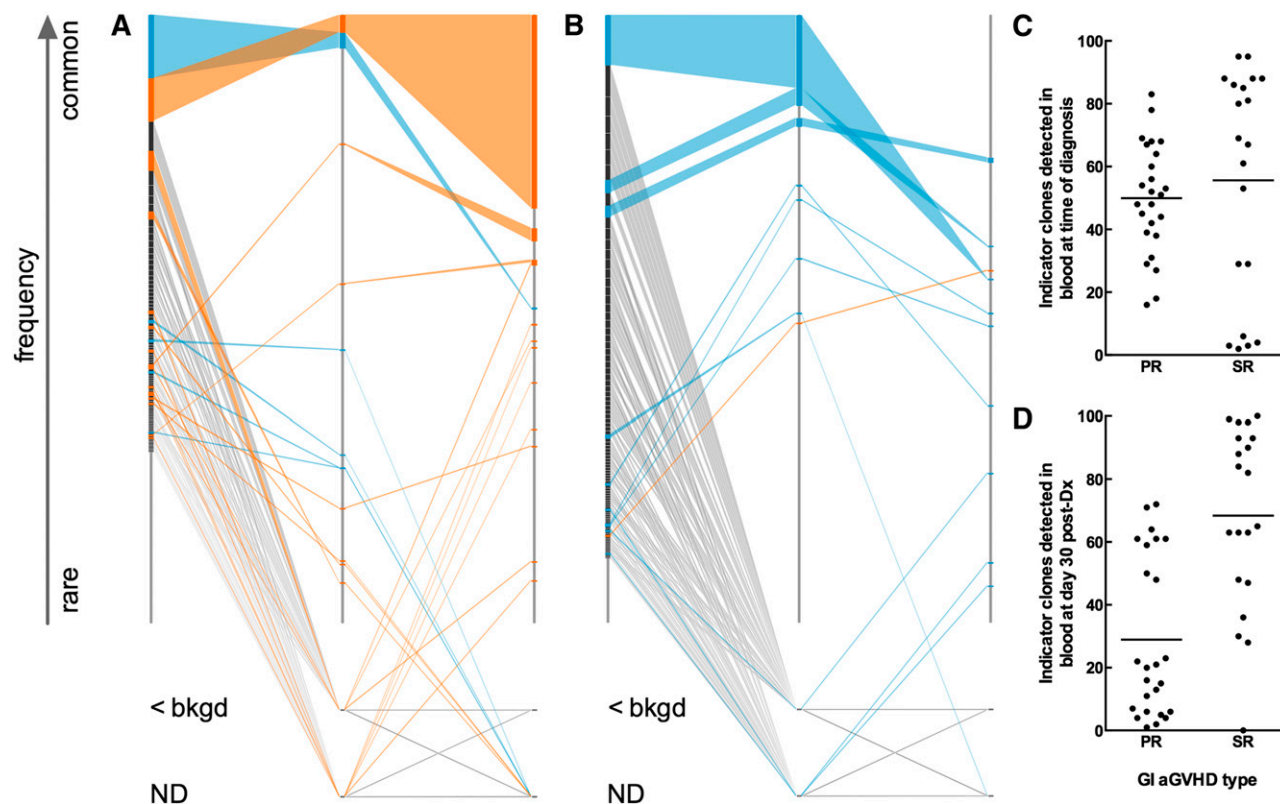 A
B
common
frequency
rare
< bkgd
ND
< bkgd
ND
C
Indicator clones detected in
blood at time of diagnosis
100
80
60
40
20
0
PR SR
D
Indicator clones detected in
blood at day 30 post-Dx
100
80
60
40
20
0
PR SR
GI aGVHD type